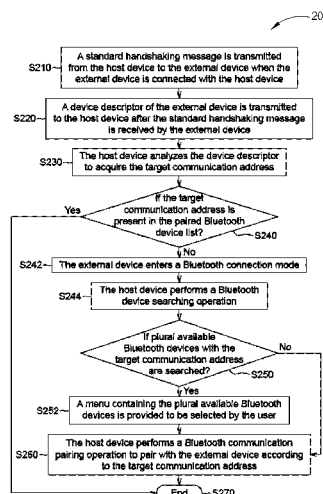 20
A standard handshaking message is transmitted
from the host device to the external device when the
external device is connected with the host device
S210
A device descriptor of the external device is transmitted
to the host device after the standard handshaking message
is received by the external device
S220
S230
The host device analyzes the device descriptor
to acquire the target communication address
If the target
communication address is
present in the paired Bluetooth
device list?
Yes
S240
No
S242
The external device enters a Bluetooth connection mode
S244
The host device performs a Bluetooth
device searching operation
If plural available
Bluetooth devices with the
target communication address
are searched?
No
S250
Yes
S252
A menu containing the plural available Bluetooth
devices is provided to be selected by the user
S260
The host device performs a Bluetooth communication
pairing operation to pair with the external device according
to the target communication address
End
S270